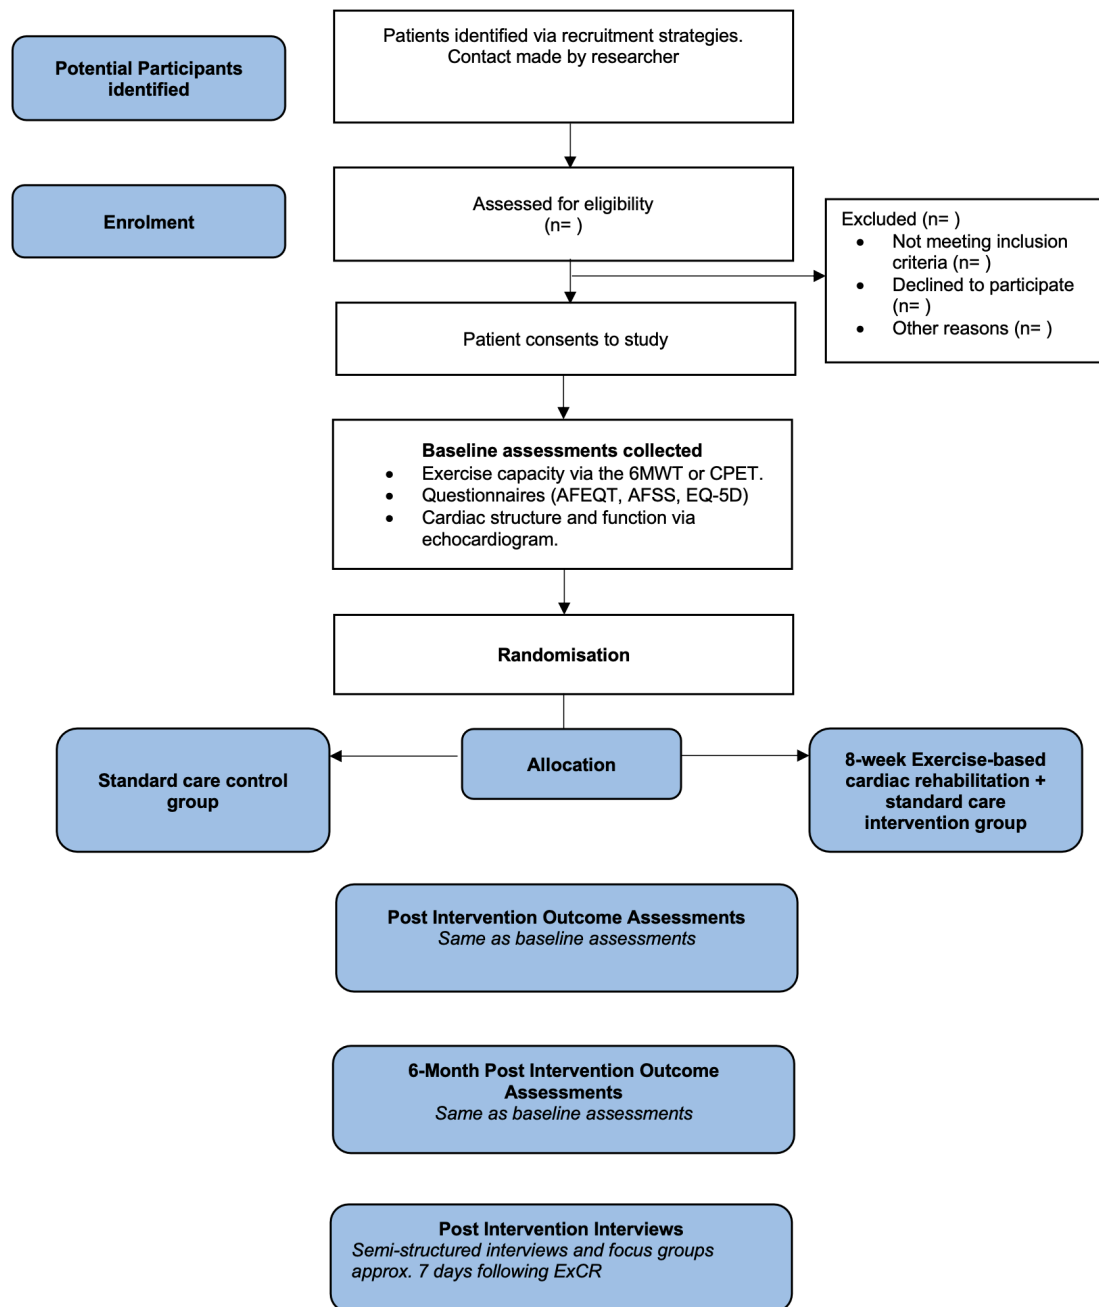 Patients identified via recruitment strategies.
Contact made by researcher
Potential Participants
identified
Assessed for eligibility
(n= )
Enrolment
Excluded (n= )
• Not meeting inclusion
criteria (n= )
• Declined to participate
(n= )
• Other reasons (n= )
Patient consents to study
Baseline assessments collected
• Exercise capacity via the 6MWT or CPET.
• Questionnaires (AFEQT, AFSS, EQ-5D)
• Cardiac structure and function via
echocardiogram.
Randomisation
Allocation
Standard care control
group
8-week Exercise-based
cardiac rehabilitation +
standard care
intervention group
Post Intervention Outcome Assessments
Same as baseline assessments
6-Month Post Intervention Outcome
Assessments
Same as baseline assessments
Post Intervention Interviews
Semi-structured interviews and focus groups
approx. 7 days following ExCR